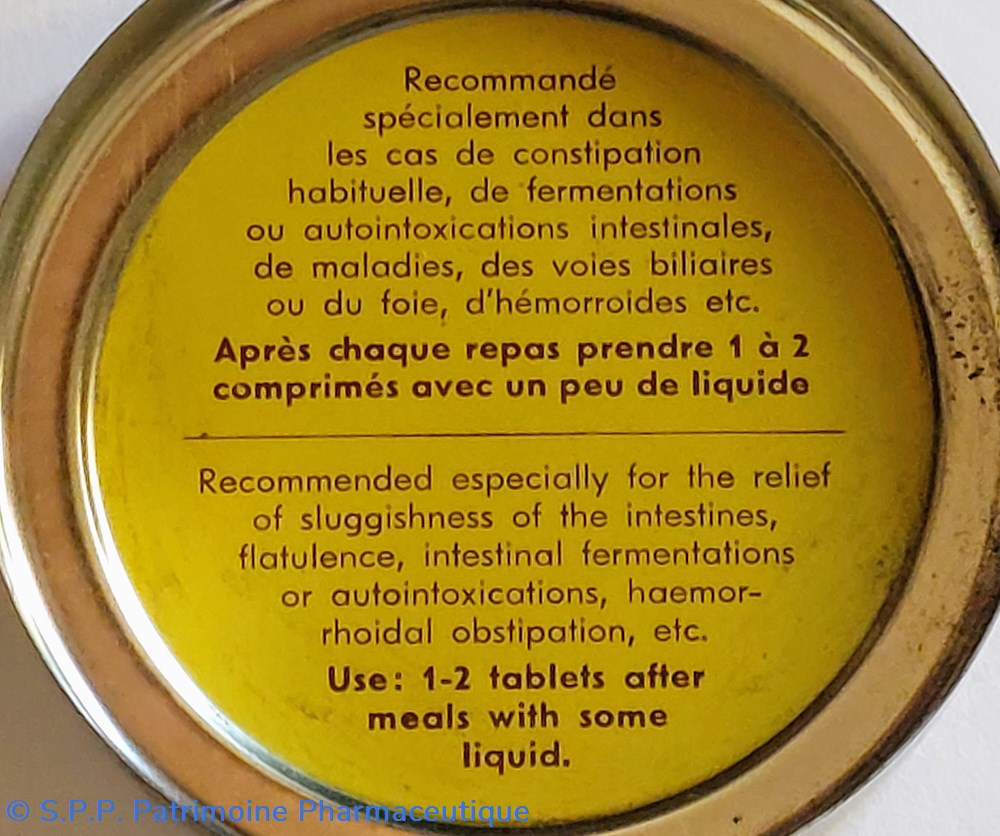 Recommandé
spécialement dans
les cas de constipation
habituelle, de fermentations
ou autointoxications intestinales,
de maladies, des voies biliaires
ou du foie, d'hémorroides etc.
Après chaque repas prendre 1 à 2
comprimés avec un peu de liquide
Recommended especially for the relief
of sluggishness of the intestines,
flatulence, intestinal fermentations
or autointoxications, haemor-
rhoidal obstipation, etc.
Use: 1-2 tablets after
meals with some
liquid.
© S.P.P. Patrimoine Pharmaceutique